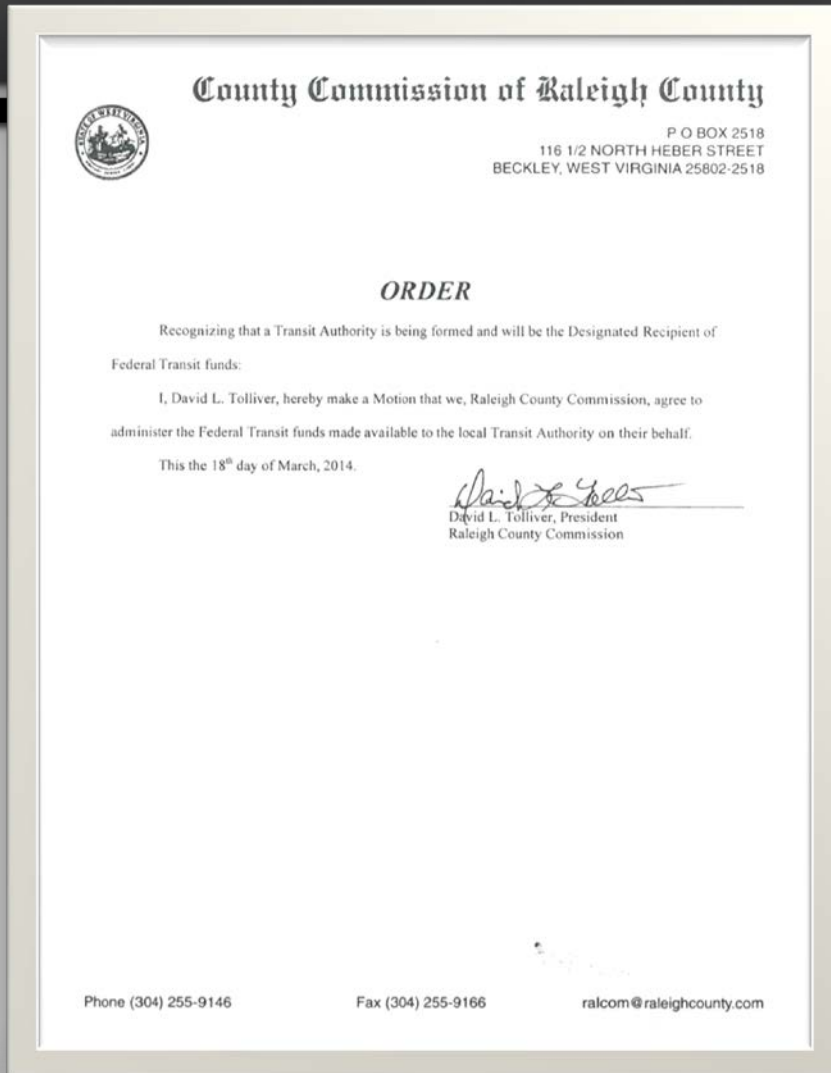 County Commission of Raleigh County
P O BOX 2518
116 1/2 NORTH HEBER STREET
BECKLEY, WEST VIRGINIA 25802-2518
STATE OF WEST VIRGINIA
ORDER
Recognizing that a Transit Authority is being formed and will be the Designated Recipient of
Federal Transit funds:
I, David L. Tolliver, hereby make a Motion that we, Raleigh County Commission, agree to
administer the Federal Transit funds made available to the local Transit Authority on their behalf.
This the 18th day of March, 2014.
David L. Tolliver, President
Raleigh County Commission
Phone (304) 255-9146 Fax (304) 255-9166 ralcom@raleighcounty.com